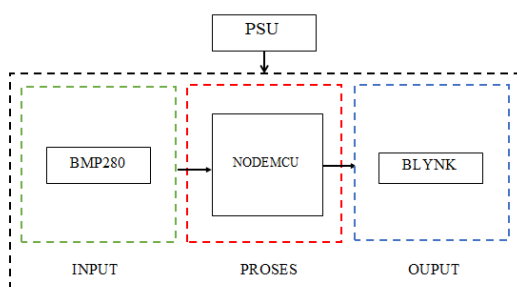 PSU
BMP280
NODEMCU
BLYNK
INPUT
PROSES
OUPUT